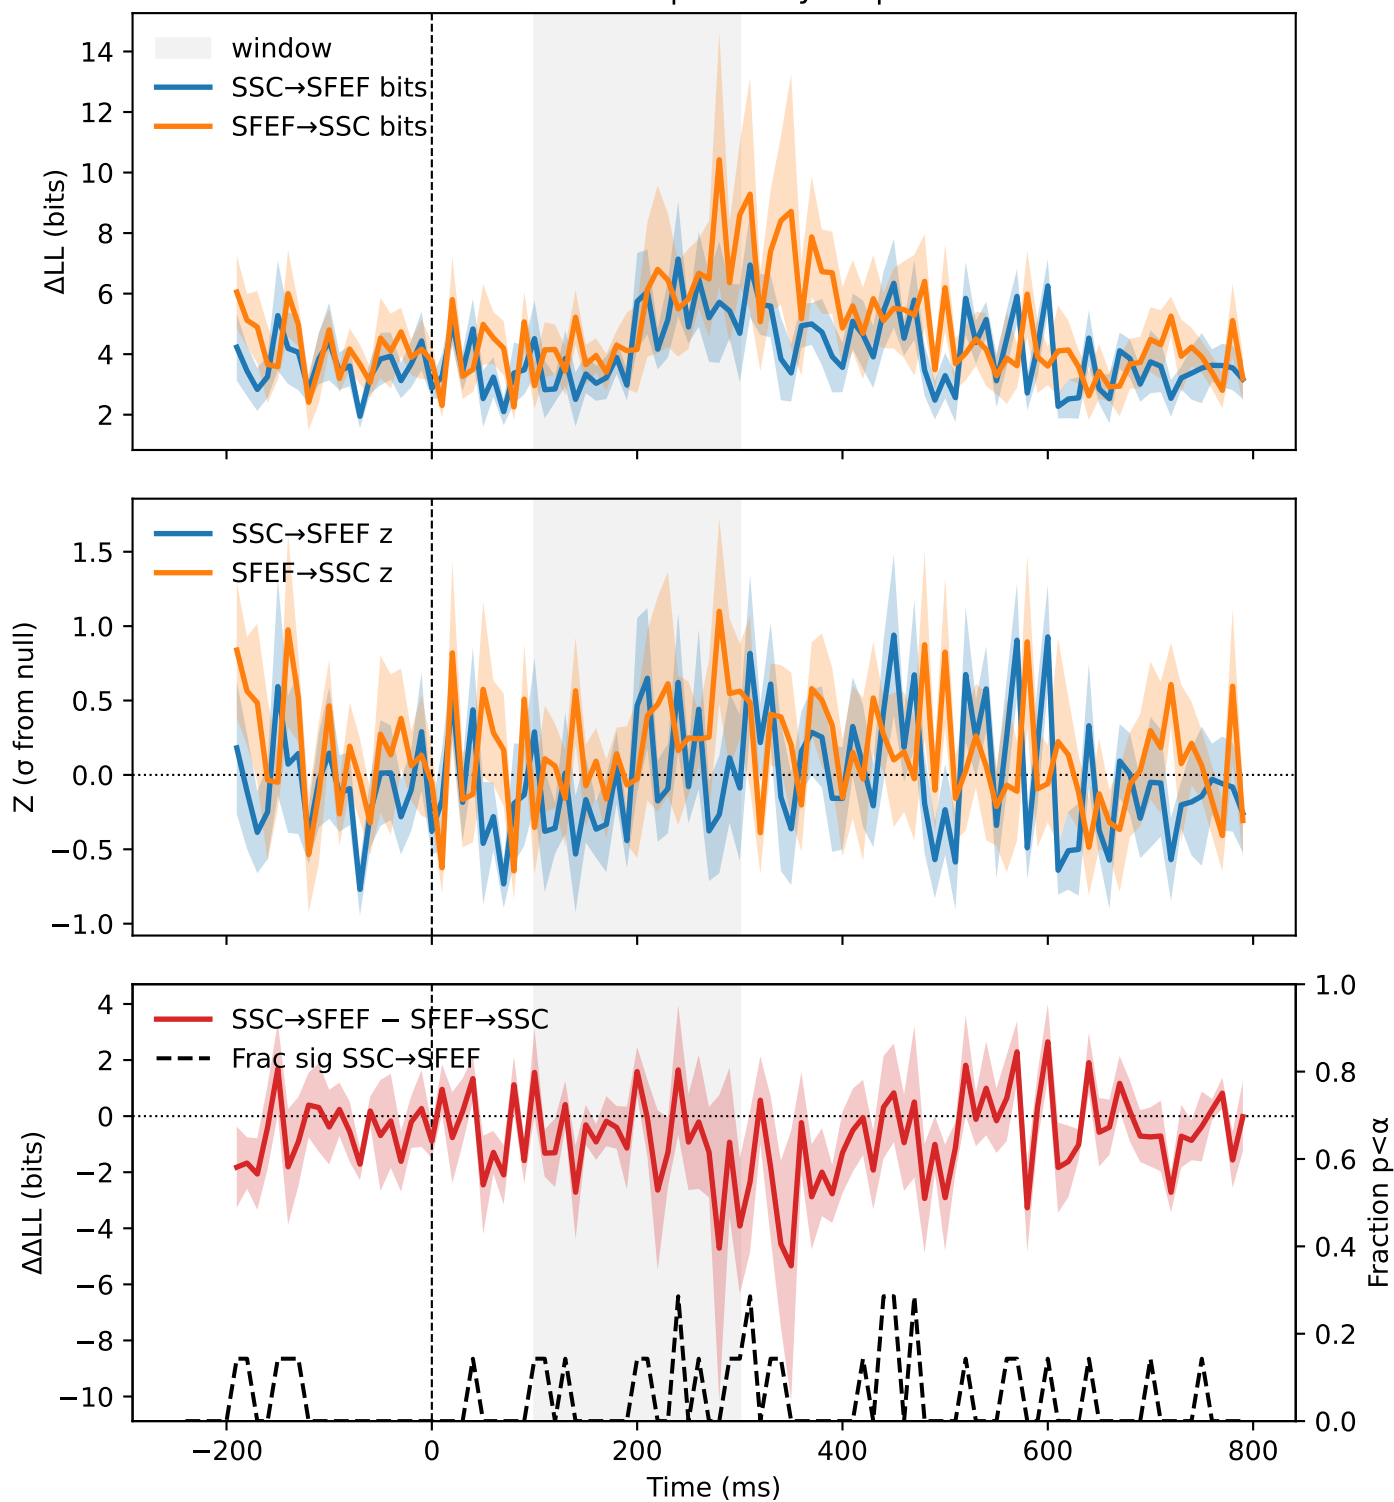 14
12
10
8
6
4
2
ΔLL (bits)
window
SSC→SFEF bits
SFEF→SSC bits
1.5
1.0
0.5
0.0
−0.5
−1.0
Z (σ from null)
SSC→SFEF z
SFEF→SSC z
4
2
0
−2
−4
−6
−8
−10
ΔΔLL (bits)
SSC→SFEF − SFEF→SSC
Frac sig SSC→SFEF
1.0
0.8
0.6
0.4
0.2
0.0
Fraction p<α
−200
0
200
400
600
800
Time (ms)